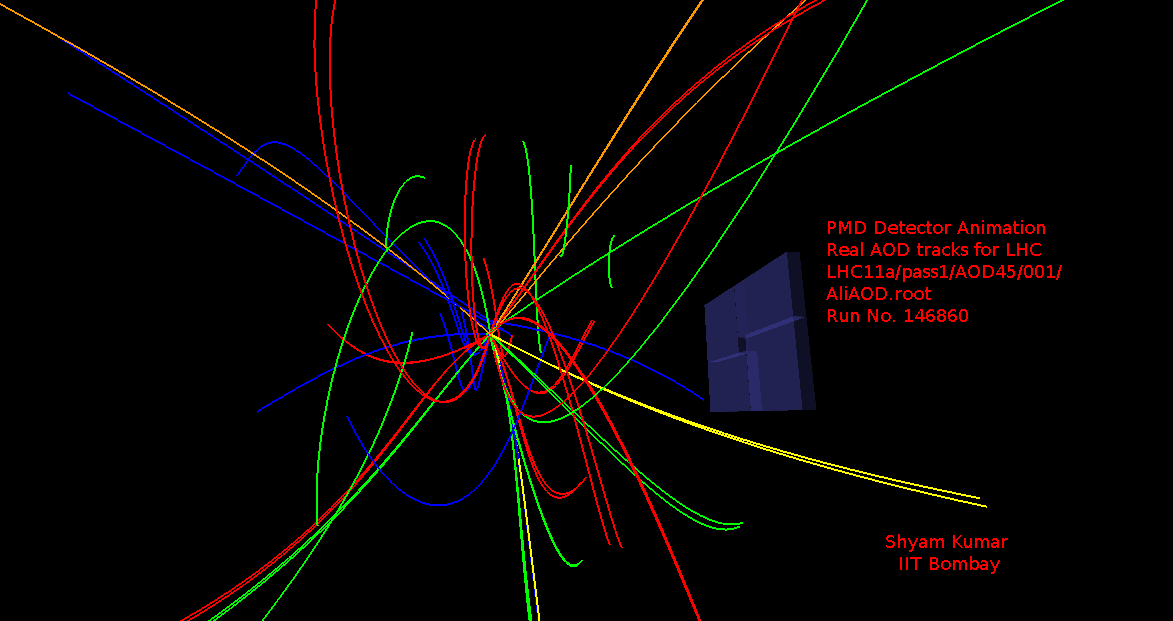 PMD Detector Animation
Real AOD tracks for LHC
LHC11a/pass1/AOD45/001/
AliAOD.root
Run No. 146860
Shyam Kumar
IIT Bombay